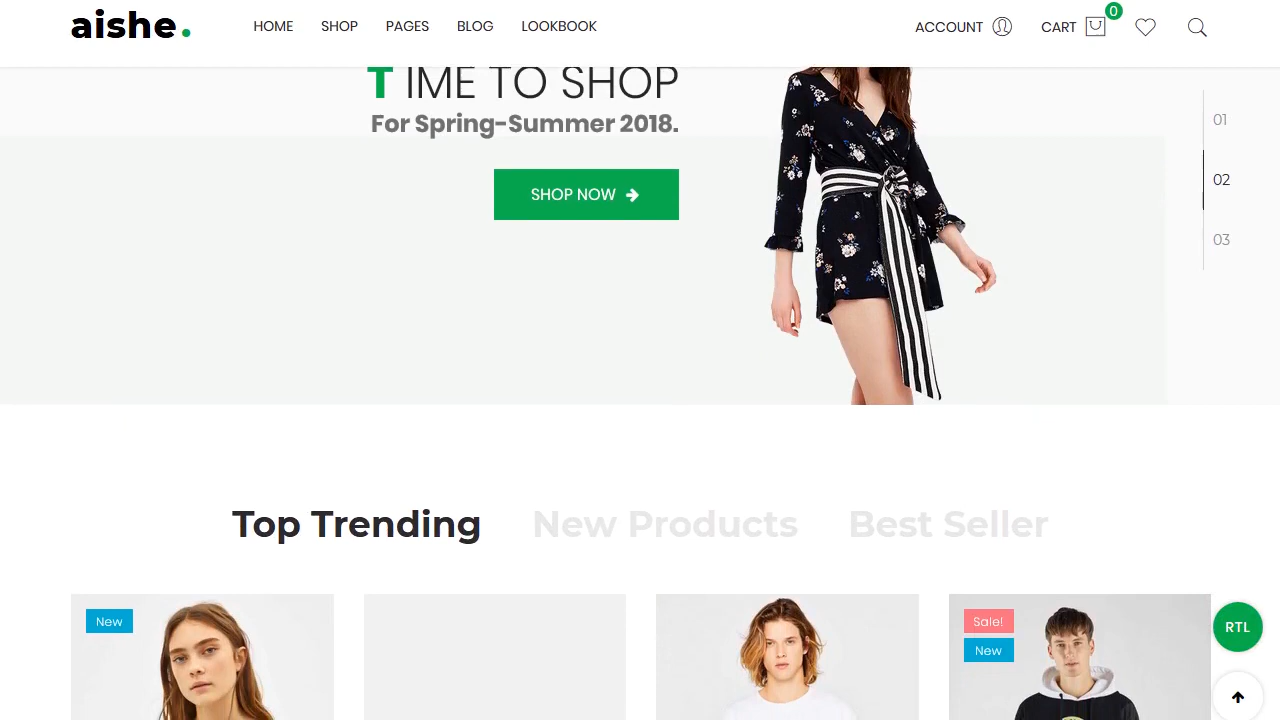 aishe.
HOME SHOP PAGES BLOG LOOKBOOK
ACCOUNT CART 0
T IME TO SHOP
For Spring-Summer 2018.
SHOP NOW
01
02
03
Top Trending New Products Best Seller
New
Sale!
New
RTL